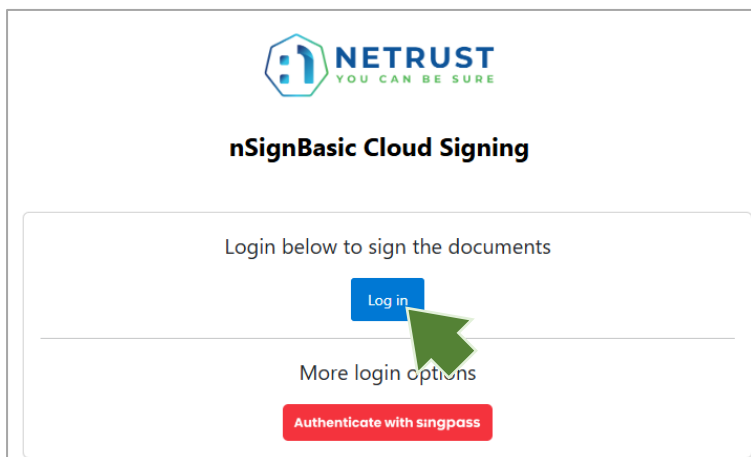 NETRUST
YOU CAN BE SURE
nSignBasic Cloud Signing
Login below to sign the documents
Log in
More login options
Authenticate with singpass